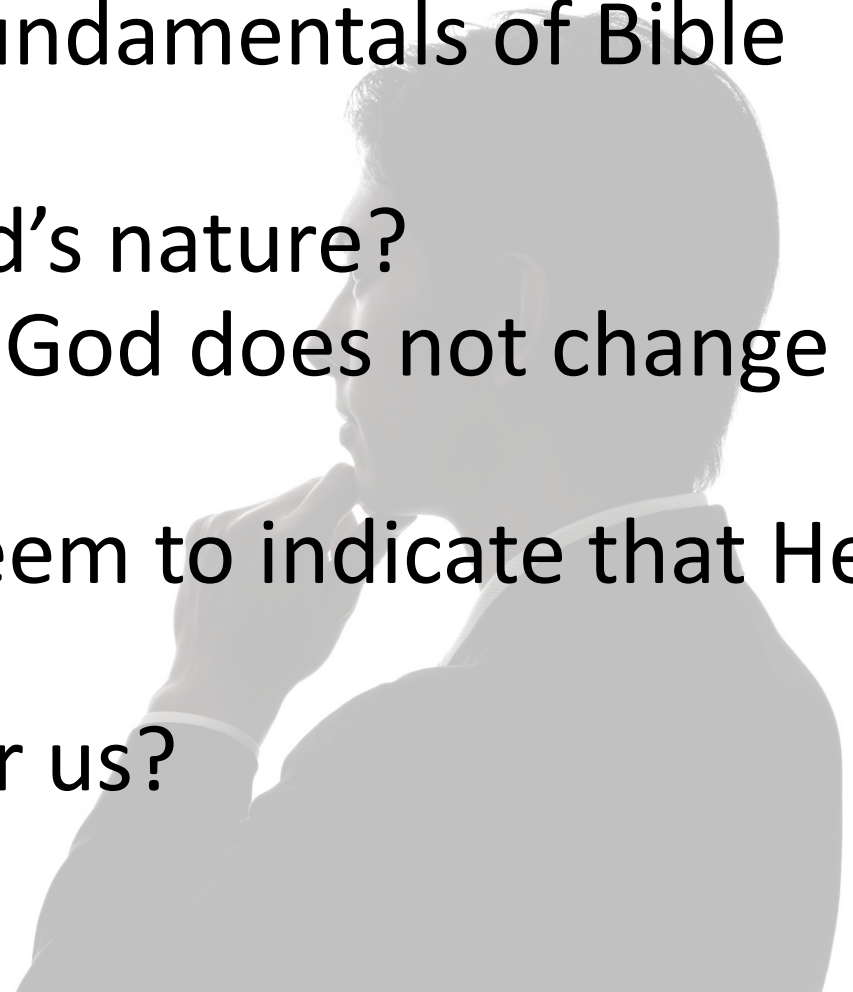 undamentals of Bible
d’s nature?
God does not change
eem to indicate that He
r us?